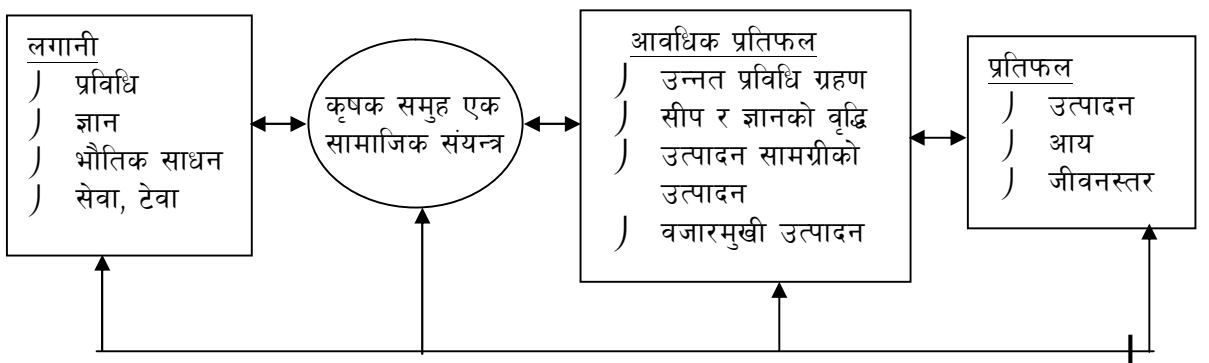 लगानी
) प्रविधि
) ज्ञान
) भौतिक साधन
) सेवा, टेवा
कृषक समुह एक
सामाजिक संयन्त्र
आवधिक प्रतिफल
) उन्नत प्रविधि ग्रहण
) सीप र ज्ञानको वृद्धि
) उत्पादन सामग्रीको
उत्पादन
) वजारमुखी उत्पादन
प्रतिफल
) उत्पादन
) आय
) जीवनस्तर